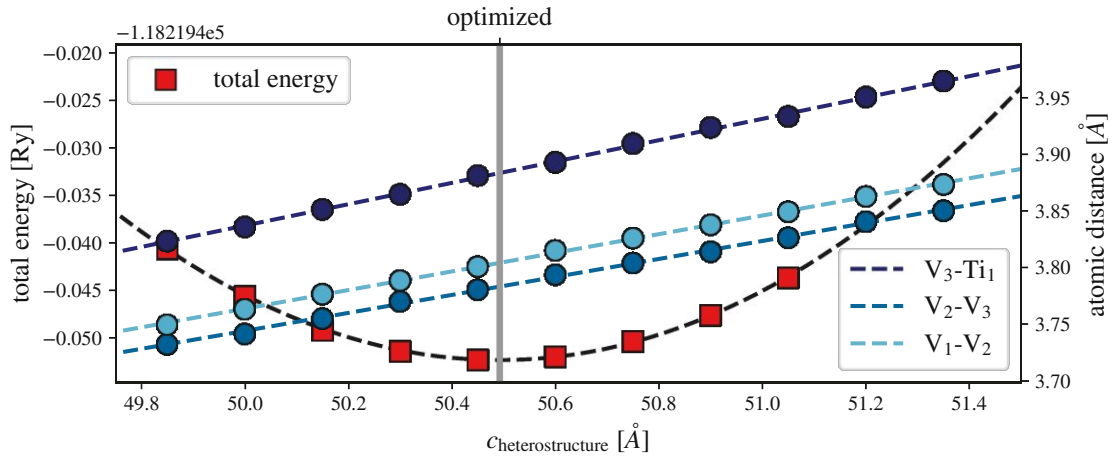 optimized
−1.182194e5
−0.020
−0.025
−0.030
−0.035
−0.040
−0.045
−0.050
total energy [Ry]
total energy
3.95
3.90
3.85
3.80
3.75
3.70
atomic distance [Å]
V₃-Ti₁
V₂-V₃
V₁-V₂
49.8 50.0 50.2 50.4 50.6 50.8 51.0 51.2 51.4
c_heterostructure [Å]